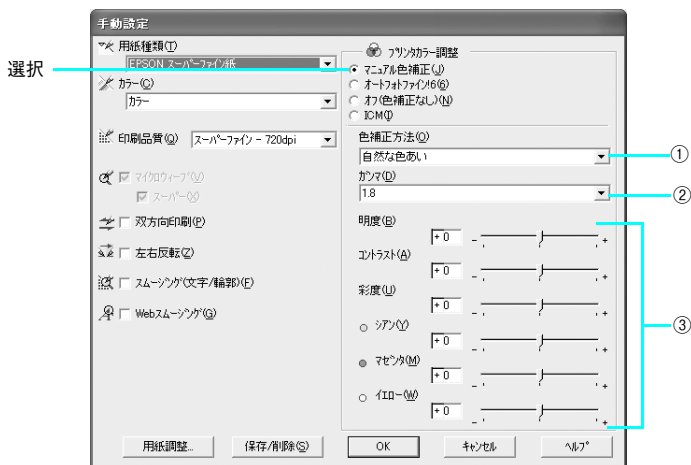 手動設定
選択
用紙種類(T)
EPSON スーパーファイン紙
カラー(C)
カラー
印刷品質(Q) スーパーファイン - 720dpi
マイクロウィーブ(V)
スーパー(X)
双方向印刷(P)
左右反転(Z)
スムージング(文字/輪郭)(F)
Webスムージング(G)
用紙調整... 保存/削除(S)
プリンタカラー調整
マニュアル色補正(J)
オートフォトファイン!6(6)
オフ(色補正なし)(N)
ICM(I)
色補正方法(O)
自然な色あい
①
ガンマ(D)
1.8
②
明度(B)
+ 0 - +
コントラスト(A)
+ 0 - +
彩度(U)
+ 0 - +
③
シアン(Y)
+ 0 - +
マゼンタ(M)
+ 0 - +
イエロー(W)
+ 0 - +
OK キャンセル ヘルプ